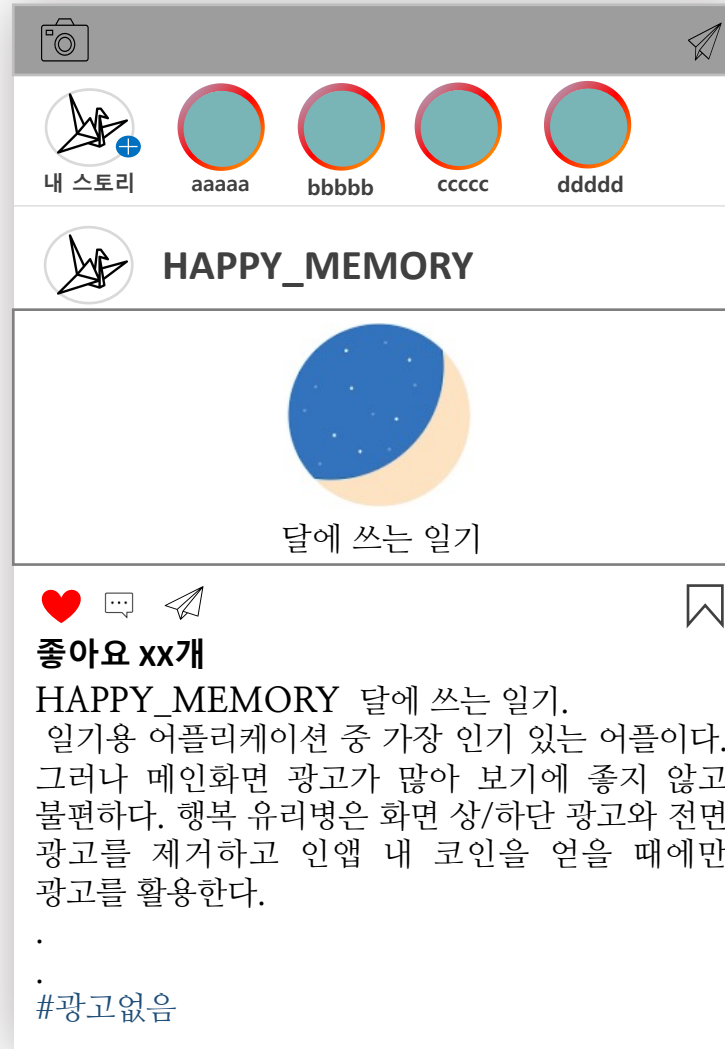 내 스토리 aaaaa bbbbb ccccc ddddd
HAPPY_MEMORY
달에 쓰는 일기
좋아요 xx개
HAPPY_MEMORY 달에 쓰는 일기.
일기용 어플리케이션 중 가장 인기 있는 어플이다.
그러나 메인화면 광고가 많아 보기에 좋지 않고
불편하다. 행복 유리병은 화면 상/하단 광고와 전면
광고를 제거하고 인앱 내 코인을 얻을 때에만
광고를 활용한다.
.
.
#광고없음